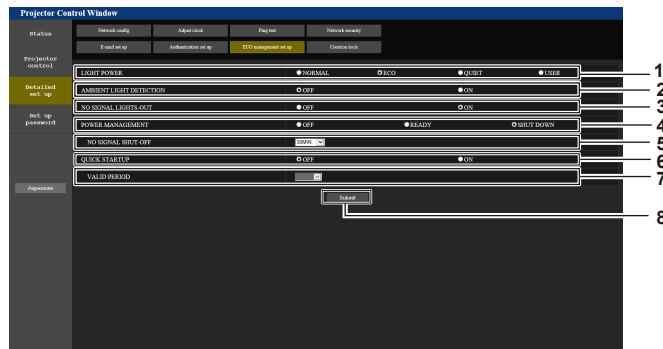 Projector Control Window
Status
Projector control
Detailed set up
Set up password
Japanese
Network config Adjust clock Ping test Network security
E-mail set up Authentication set up ECO management set up Crestron tools
LIGHT POWER NORMAL ECO QUIET USER 1
AMBIENT LIGHT DETECTION OFF ON 2
NO SIGNAL LIGHTS-OUT OFF ON 3
POWER MANAGEMENT OFF READY SHUT DOWN 4
NO SIGNAL SHUT-OFF 30MIN. 5
QUICK STARTUP OFF ON 6
VALID PERIOD 7
Submit 8